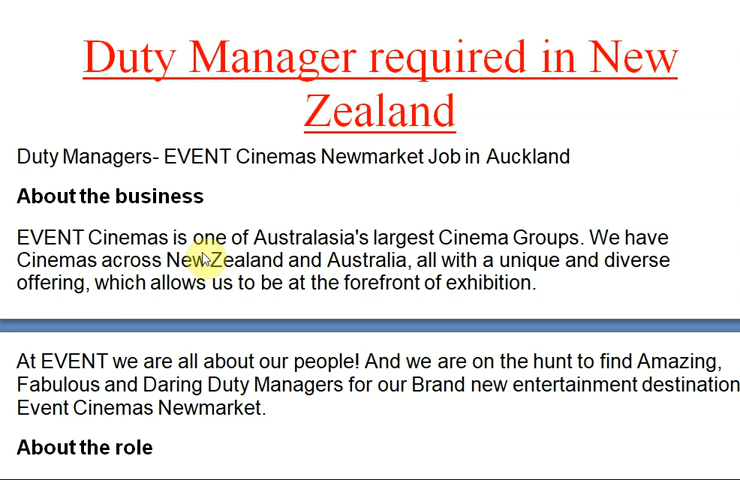 Duty Manager required in New
Zealand
Duty Managers- EVENT Cinemas Newmarket Job in Auckland
About the business
EVENT Cinemas is one of Australasia's largest Cinema Groups. We have
Cinemas across New Zealand and Australia, all with a unique and diverse
offering, which allows us to be at the forefront of exhibition.
At EVENT we are all about our people! And we are on the hunt to find Amazing,
Fabulous and Daring Duty Managers for our Brand new entertainment destination
Event Cinemas Newmarket.
About the role